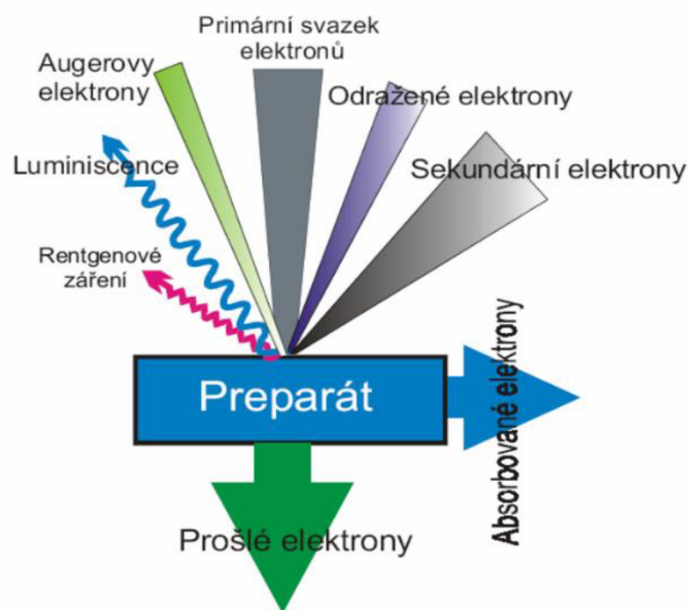 Primární svazek
elektronů
Augerovy
elektrony
Odražené elektrony
Luminiscence
Sekundární elektrony
Rentgenové
záření
Preparát
Absorbované elektrony
Prošlé elektrony